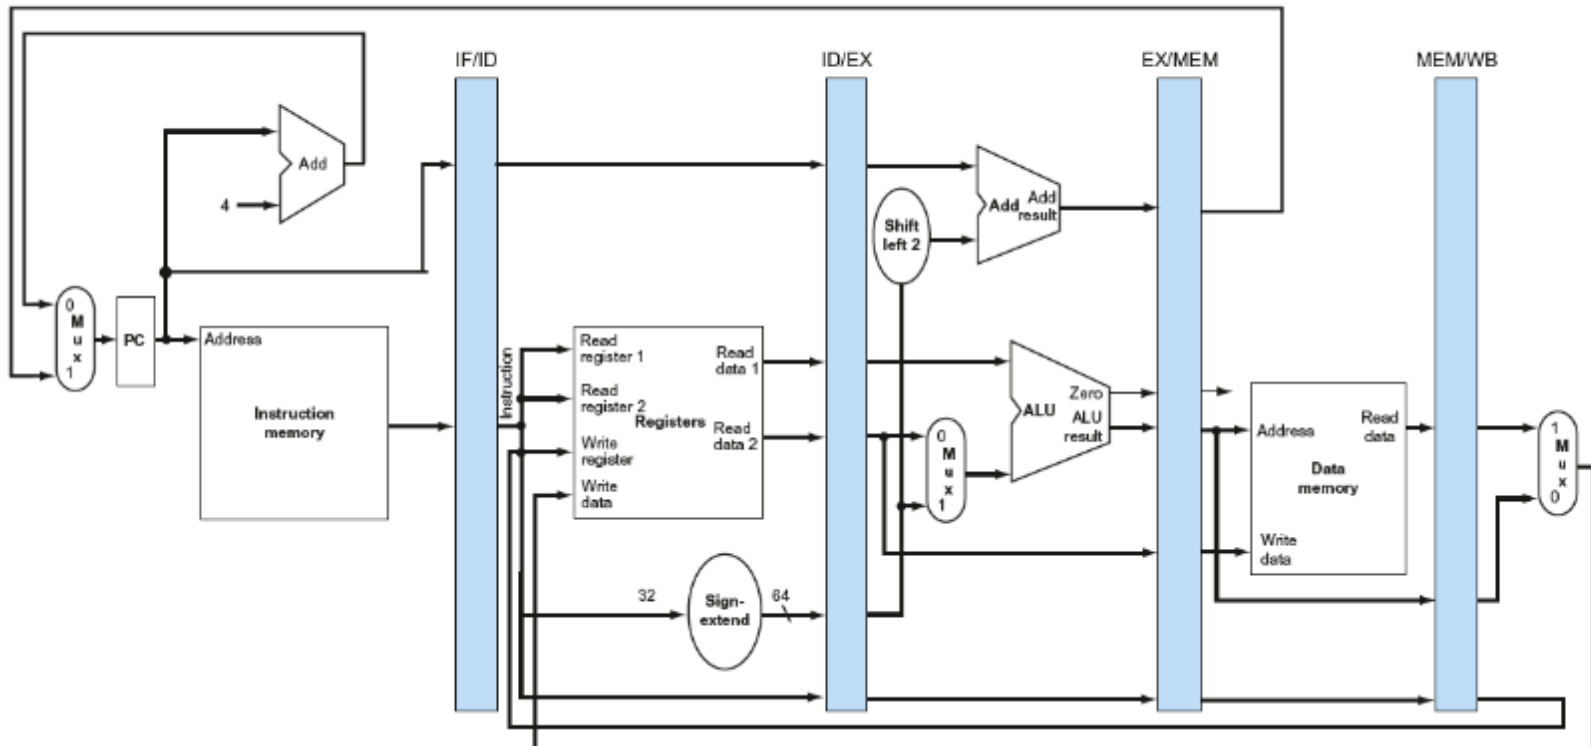 IF/ID
ID/EX
EX/MEM
MEM/WB
Add
4
Shift
left 2
Add
Add
result
0
M
u
x
1
PC
Address
Instruction
memory
Instruction
Read
register 1
Read
register 2
Write
register
Write
data
Registers
Read
data 1
Read
data 2
0
M
u
x
1
ALU
Zero
ALU
result
Address
Read
data
Data
memory
Write
data
1
M
u
x
0
32
Sign-
extend
64